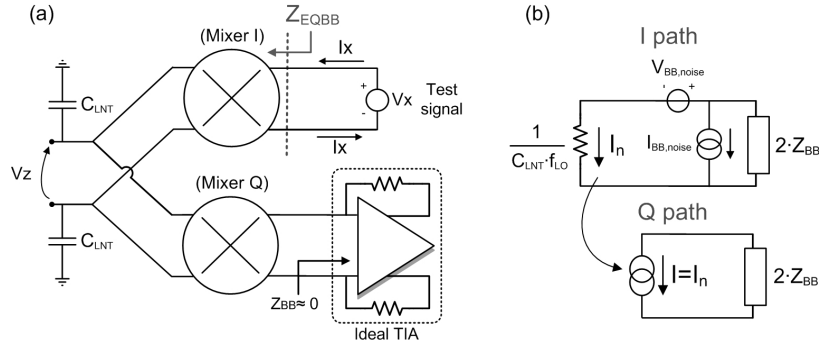 (a)
(Mixer I)
Z_EQBB
Ix
C_LNT
+
Vx
-
Test
signal
Ix
Vz
(Mixer Q)
C_LNT
Z_BB≈ 0
Ideal TIA
(b)
I path
V_BB,noise
- +
1
C_LNT·f_LO
I_n
I_BB,noise
2·Z_BB
Q path
I=I_n
2·Z_BB